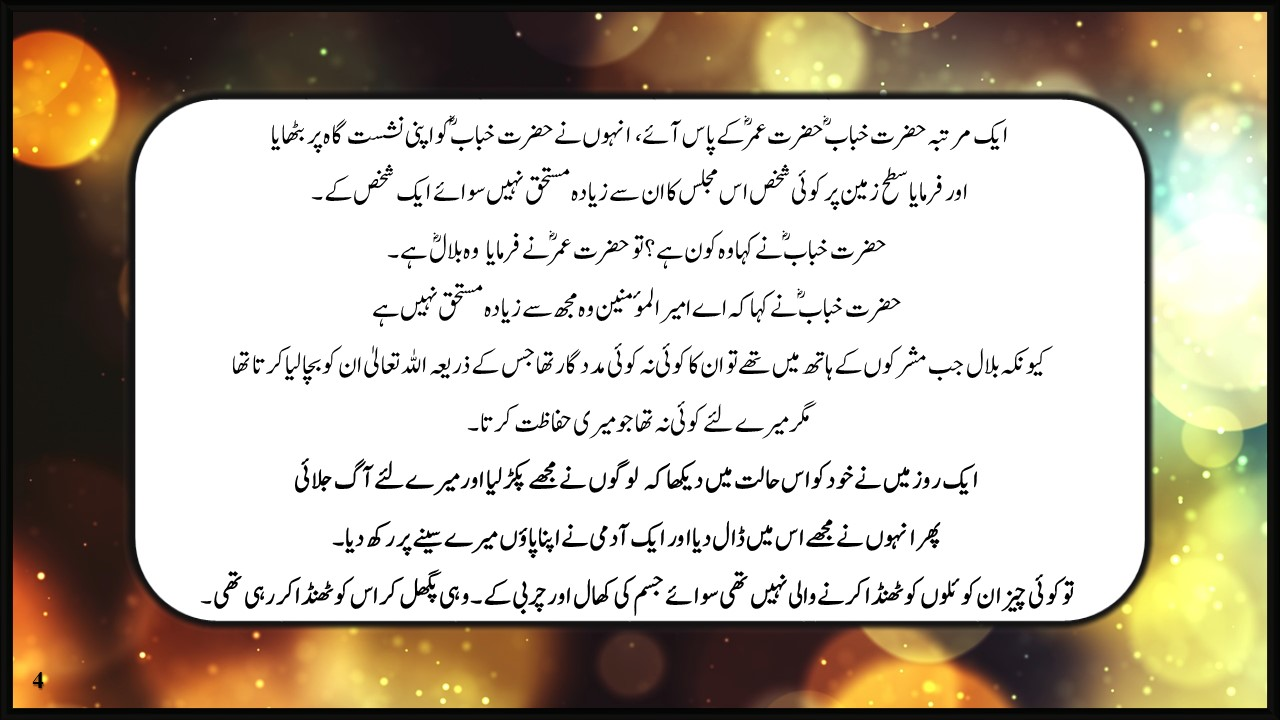 ایک مرتبہ حضرت خبابؓ حضرت عمرؓ کے پاس آئے، انہوں نے حضرت خبابؓ کو اپنی نشست گاہ پر بٹھایا
اور فرمایا سطح زمین پر کوئی شخص اس مجلس کا ان سے زیادہ مستحق نہیں سوائے ایک شخص کے۔
حضرت خبابؓ نے کہا وہ کون ہے؟ تو حضرت عمرؓ نے فرمایا وہ بلالؓ ہے۔
حضرت خبابؓ نے کہا کہ اے امیر المؤمنین وہ مجھ سے زیادہ مستحق نہیں ہے
کیونکہ بلال جب مشرکوں کے ہاتھ میں تھے تو ان کا کوئی نہ کوئی مددگار تھا جس کے ذریعہ اللہ تعالیٰ ان کو بچا لیا کرتا تھا
مگر میرے لئے کوئی نہ تھا جو میری حفاظت کرتا۔
ایک روز میں نے خود کو اس حالت میں دیکھا کہ لوگوں نے مجھے پکڑ لیا اور میرے لئے آگ جلائی
پھر انہوں نے مجھے اس میں ڈال دیا اور ایک آدمی نے اپنا پاؤں میرے سینے پر رکھ دیا۔
تو کوئی چیز ان کوئلوں کو ٹھنڈا کرنے والی نہیں تھی سوائے جسم کی کھال اور چربی کے۔ وہی پگھل کر اس کو ٹھنڈا کر رہی تھی۔
4